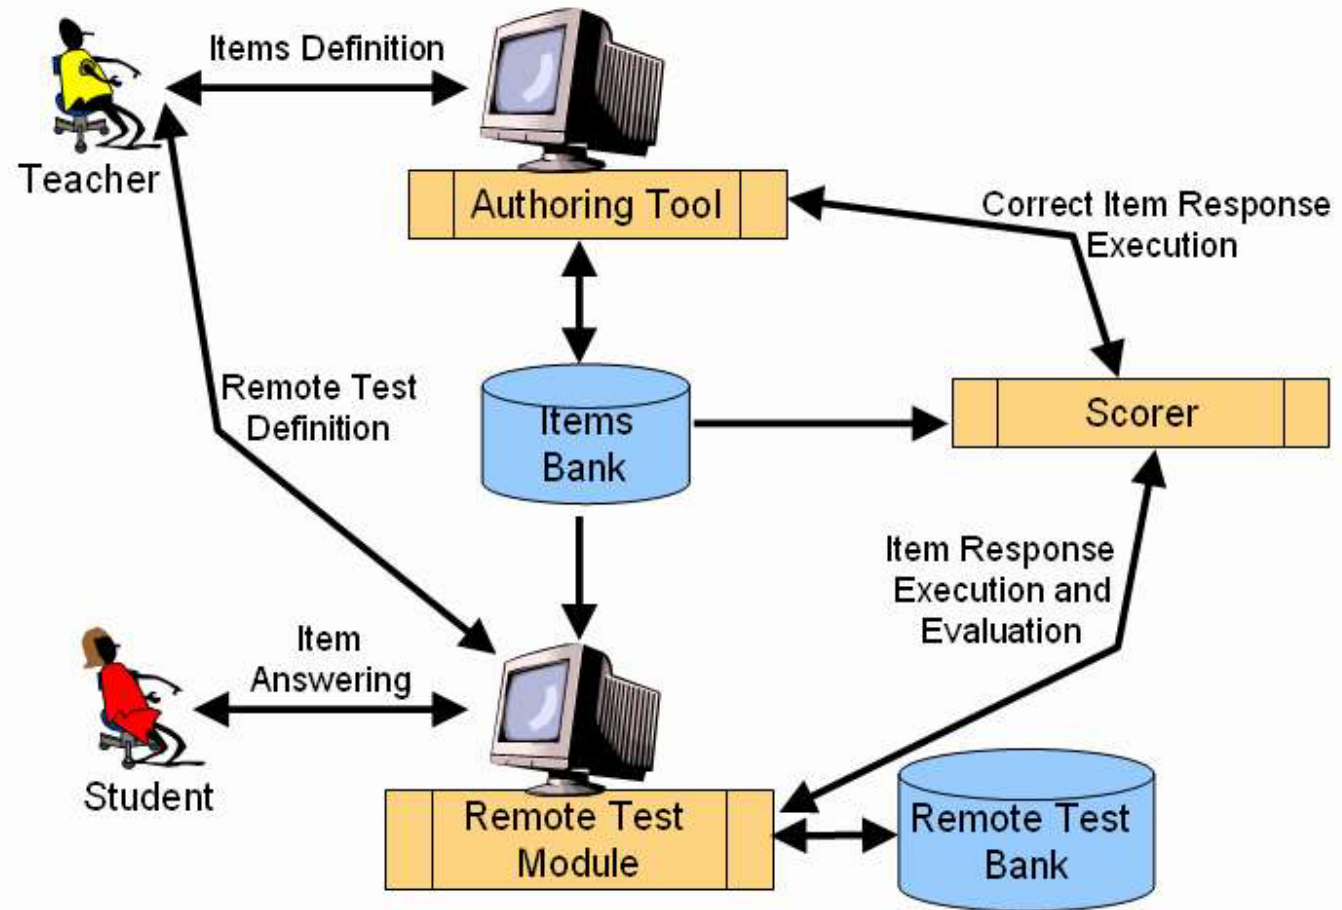 Items Definition
Teacher
Authoring Tool
Correct Item Response
Execution
Remote Test
Definition
Items
Bank
Scorer
Item Response
Execution and
Evaluation
Item
Answering
Student
Remote Test
Module
Remote Test
Bank